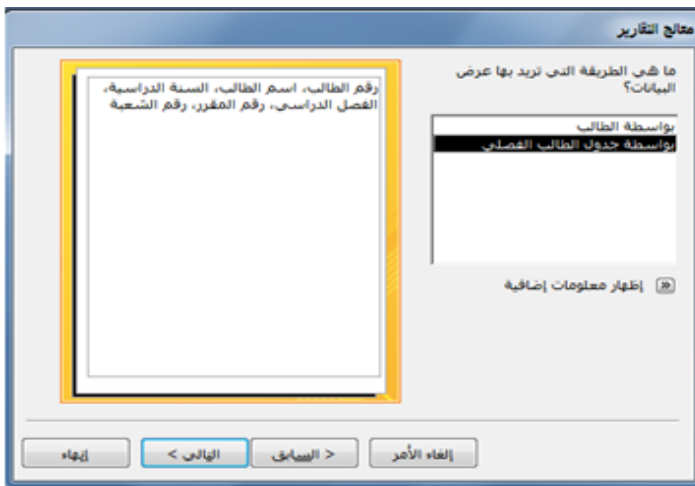 معالج التقارير
ما هي الطريقة التي تريد بها عرض
البيانات؟
بواسطة الطالب
بواسطة جدول الطالب الفصلي
إظهار معلومات إضافية
رقم الطالب، اسم الطالب، السنة الدراسية،
الفصل الدراسي، رقم المقرر، رقم الشعبة
إلغاء الأمر
< السابق
التالي >
إنهاء